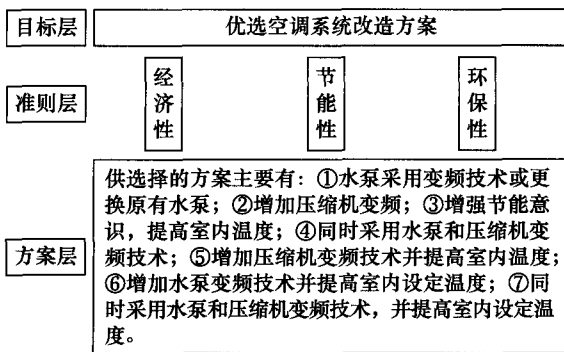 目标层
优选空调系统改造方案
准则层
经济性
节能性
环保性
方案层
供选择的方案主要有：①水泵采用变频技术或更
换原有水泵；②增加压缩机变频；③增强节能意
识，提高室内温度；④同时采用水泵和压缩机变
频技术；⑤增加压缩机变频技术并提高室内温度；
⑥增加水泵变频技术并提高室内设定温度；⑦同
时采用水泵和压缩机变频技术，并提高室内设定温
度。